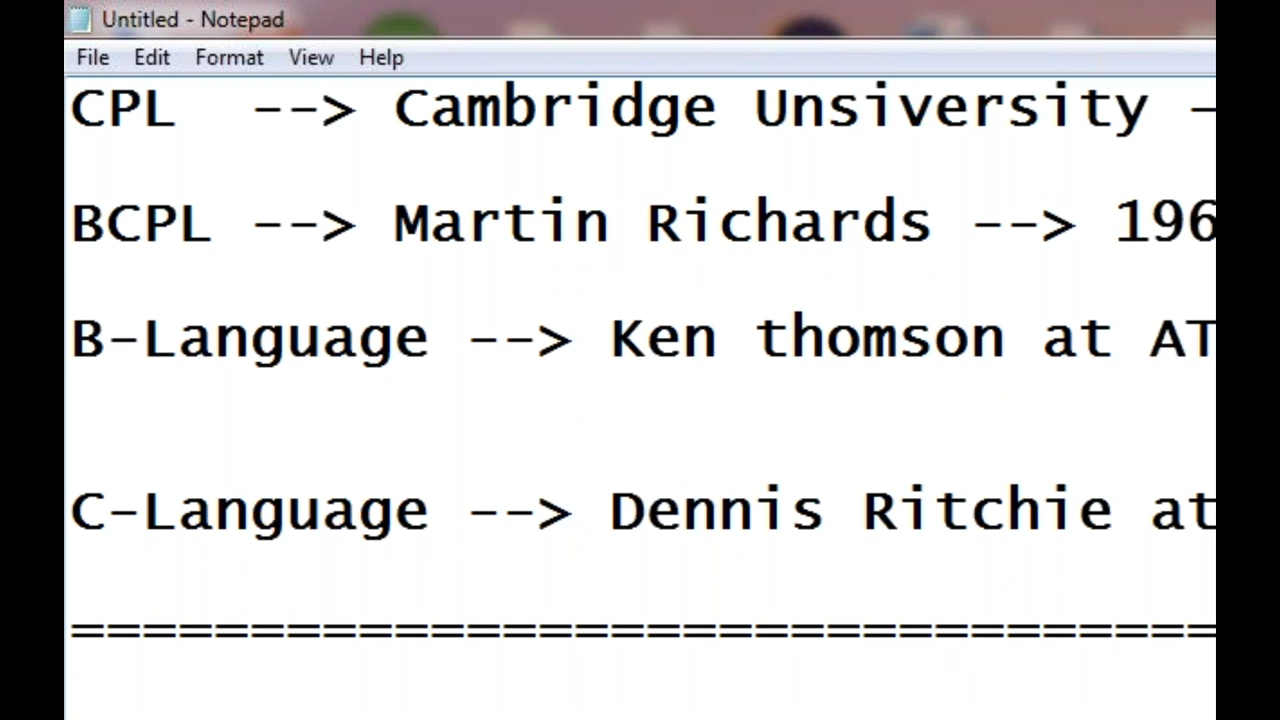 Untitled - Notepad
File Edit Format View Help
CPL --> Cambridge Unsiversity -
BCPL --> Martin Richards --> 196
B-Language --> Ken thomson at AT
C-Language --> Dennis Ritchie at
================================